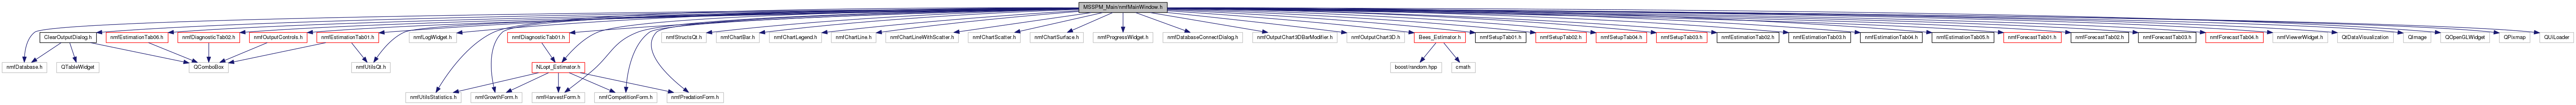 MSSPM_Main/nmfMainWindow.h
ClearOutputDialog.h
nmfEstimationTab06.h
nmfDiagnosticTab02.h
nmfOutputControls.h
nmfEstimationTab01.h
nmfLogWidget.h
nmfDiagnosticTab01.h
nmfStructsQt.h
nmfChartBar.h
nmfChartLegend.h
nmfChartLine.h
nmfChartLineWithScatter.h
nmfChartScatter.h
nmfChartSurface.h
nmfProgressWidget.h
nmfDatabaseConnectDialog.h
nmfOutputChart3DBarModifier.h
nmfOutputChart3D.h
Bees_Estimator.h
nmfSetupTab01.h
nmfSetupTab02.h
nmfSetupTab04.h
nmfSetupTab03.h
nmfEstimationTab02.h
nmfEstimationTab03.h
nmfEstimationTab04.h
nmfEstimationTab05.h
nmfForecastTab01.h
nmfForecastTab02.h
nmfForecastTab03.h
nmfForecastTab04.h
nmfViewerWidget.h
QtDataVisualization
QImage
QOpenGLWidget
QPixmap
QUiLoader
nmfDatabase.h
QTableWidget
QComboBox
nmfUtilsQt.h
NLopt_Estimator.h
boost/random.hpp
cmath
nmfUtilsStatistics.h
nmfGrowthForm.h
nmfHarvestForm.h
nmfCompetitionForm.h
nmfPredationForm.h